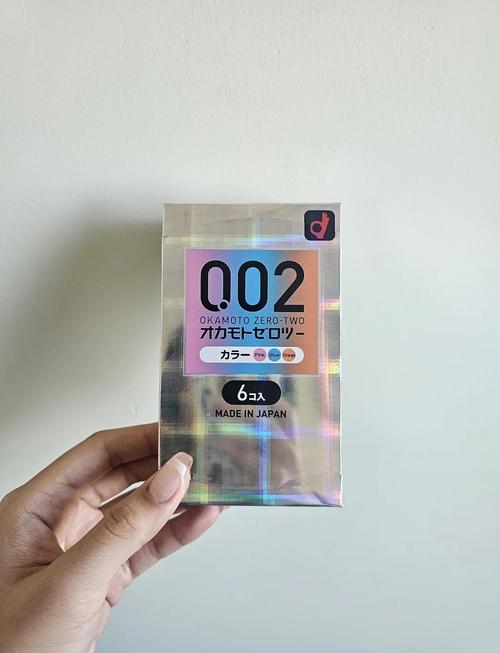 0.02
OKAMOTO ZERO-TWO
オカモトゼロツー
カラー Pink Blue Orange
6コ入
MADE IN JAPAN